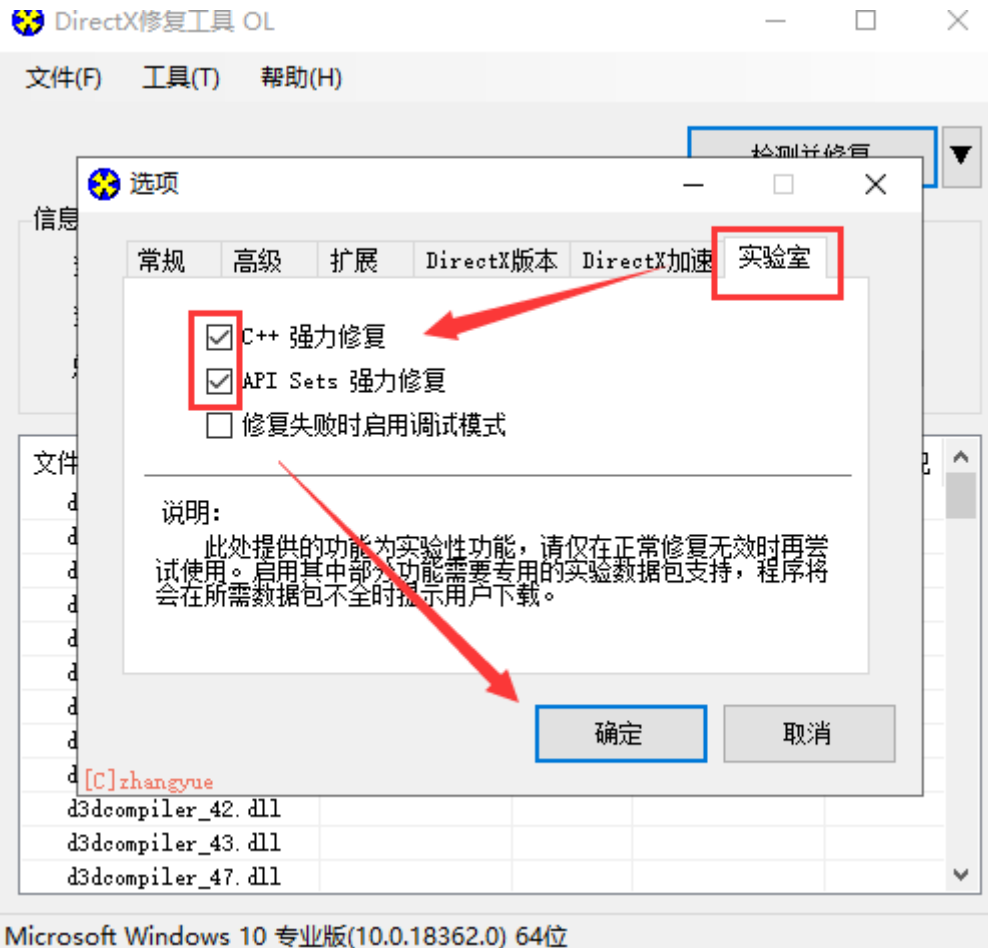 DirectX修复工具 OL
文件(F) 工具(T) 帮助(H)
检测并修复
选项
信息
常规 高级 扩展 DirectX版本 DirectX加速 实验室
C++ 强力修复
API Sets 强力修复
修复失败时启用调试模式
文件
说明:
此处提供的功能为实验性功能，请仅在正常修复无效时再尝
试使用。启用其中部分功能需要专用的实验数据包支持，程序将
会在所需数据包不全时提示用户下载。
确定 取消
[C]zhangyue
d3dcompiler_42.dll
d3dcompiler_43.dll
d3dcompiler_47.dll
Microsoft Windows 10 专业版(10.0.18362.0) 64位